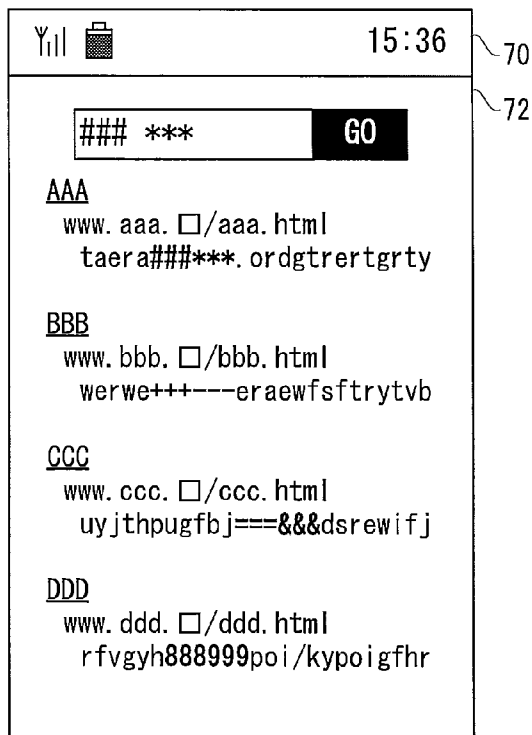 15:36
70
72
### *** GO
AAA
www.aaa.□/aaa.html
taera###***.ordgtrertgrty
BBB
www.bbb.□/bbb.html
werwe+++---eraewfsftrytvb
CCC
www.ccc.□/ccc.html
uyjthpugfbj===&&&dsrewifj
DDD
www.ddd.□/ddd.html
rfvgyh888999poi/kypoigfhr